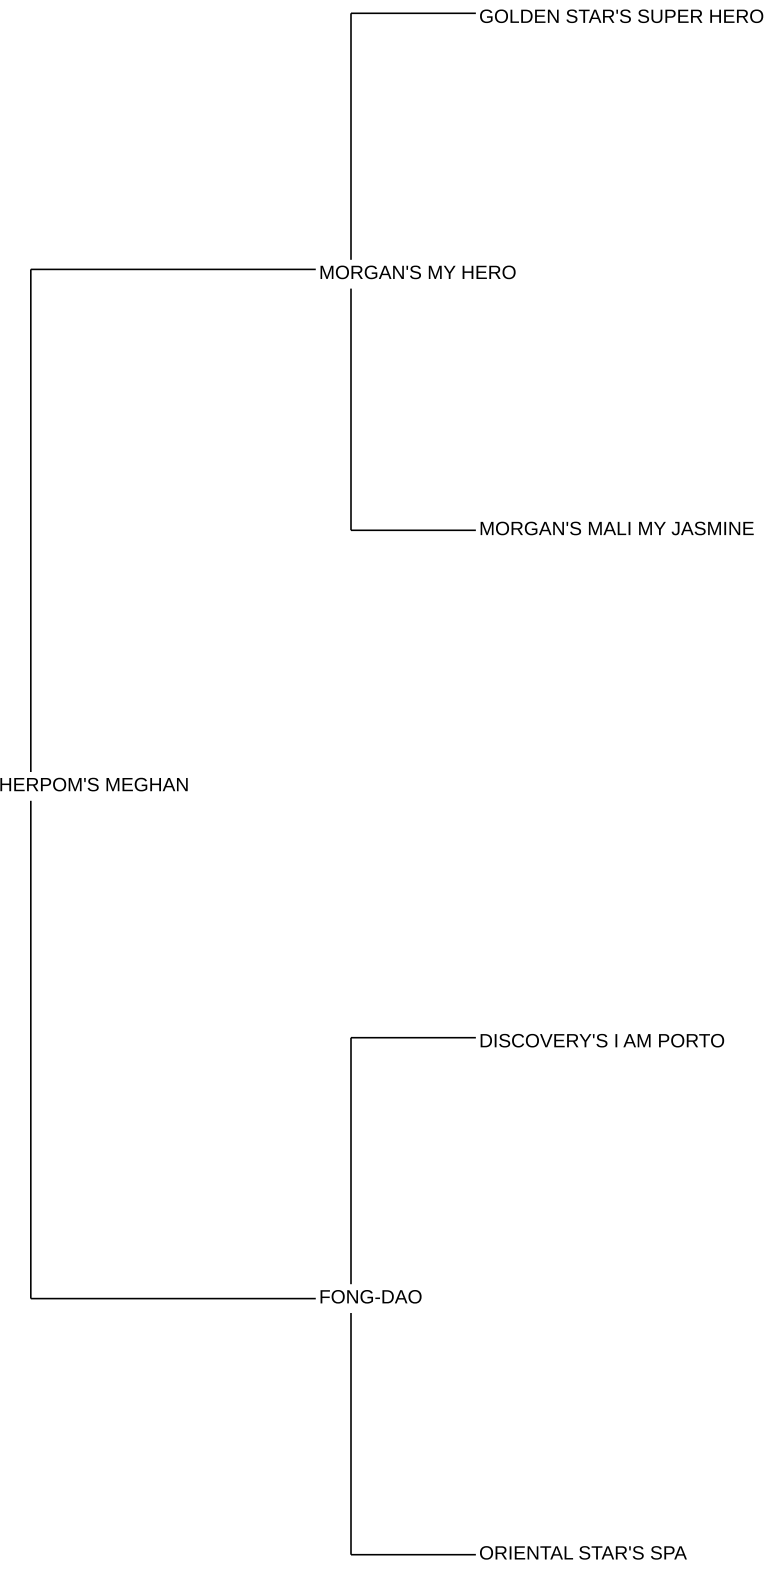 GOLDEN STAR'S SUPER HERO
MORGAN'S MY HERO
MORGAN'S MALI MY JASMINE
HERPOM'S MEGHAN
DISCOVERY'S I AM PORTO
FONG-DAO
ORIENTAL STAR'S SPA